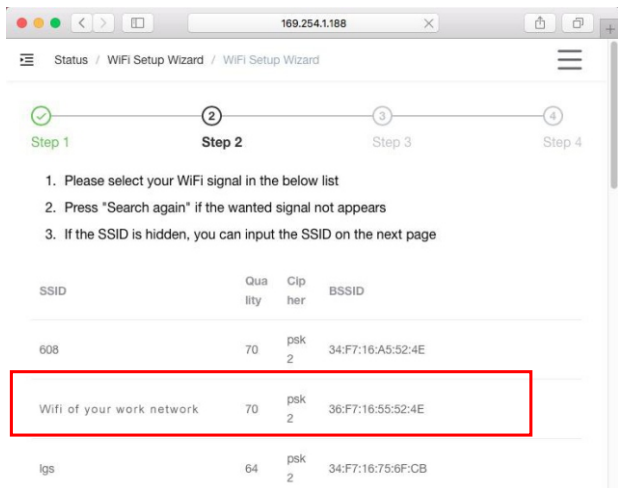 169.254.1.188
Status / WiFi Setup Wizard / WiFi Setup Wizard
2 3 4
Step 1 Step 2 Step 3 Step 4
1. Please select your WiFi signal in the below list
2. Press "Search again" if the wanted signal not appears
3. If the SSID is hidden, you can input the SSID on the next page
SSID Qua lity Cip her BSSID
608 70 psk 2 34:F7:16:A5:52:4E
Wifi of your work network 70 psk 2 36:F7:16:55:52:4E
lgs 64 psk 2 34:F7:16:75:6F:CB